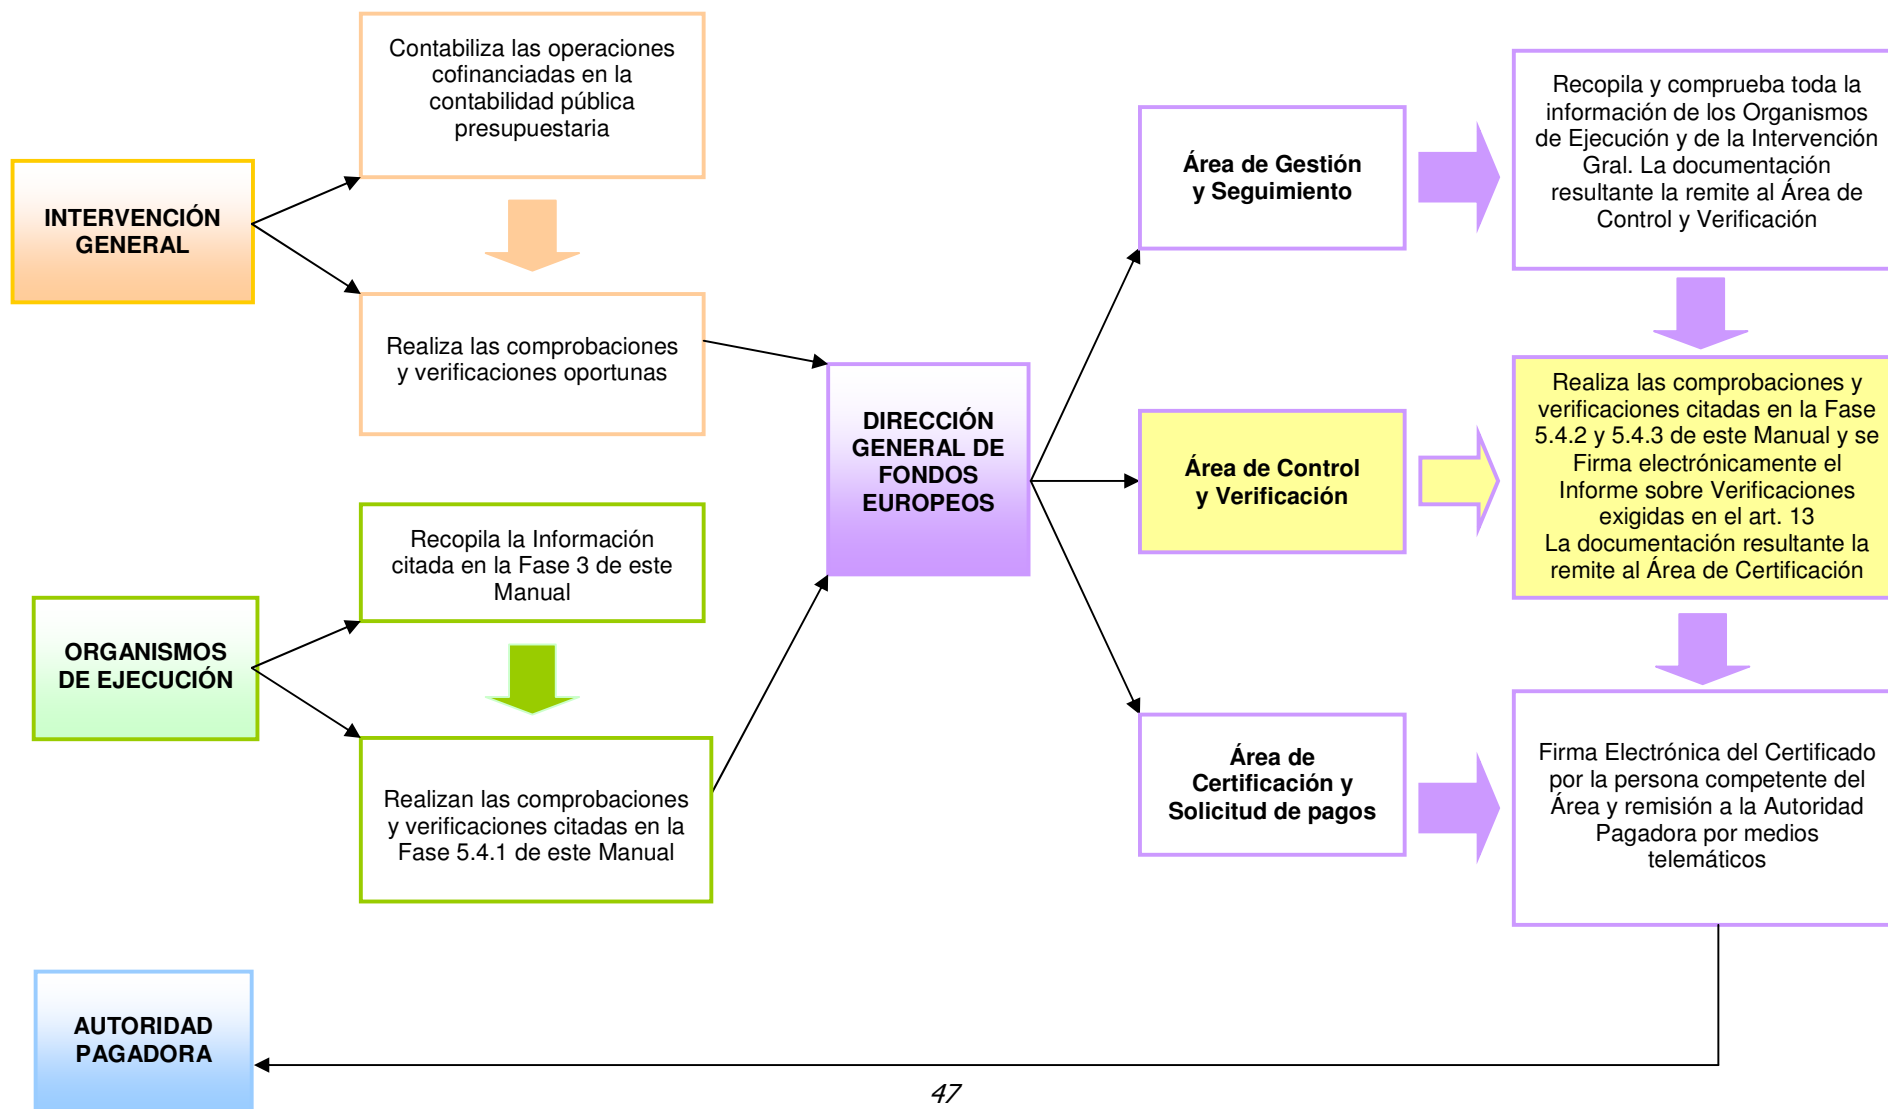 INTERVENCIÓN
GENERAL
Contabiliza las operaciones
cofinanciadas en la
contabilidad pública
presupuestaria
Realiza las comprobaciones
y verificaciones oportunas
ORGANISMOS
DE EJECUCIÓN
Recopila la Información
citada en la Fase 3 de este
Manual
Realizan las comprobaciones
y verificaciones citadas en la
Fase 5.4.1 de este Manual
DIRECCIÓN
GENERAL DE
FONDOS
EUROPEOS
Área de Gestión
y Seguimiento
Recopila y comprueba toda la
información de los Organismos
de Ejecución y de la Intervención
Gral. La documentación
resultante la remite al Área de
Control y Verificación
Área de Control
y Verificación
Realiza las comprobaciones y
verificaciones citadas en la Fase
5.4.2 y 5.4.3 de este Manual y se
Firma electrónicamente el
Informe sobre Verificaciones
exigidas en el art. 13
La documentación resultante la
remite al Área de Certificación
Área de
Certificación y
Solicitud de pagos
Firma Electrónica del Certificado
por la persona competente del
Área y remisión a la Autoridad
Pagadora por medios
telemáticos
AUTORIDAD
PAGADORA
47